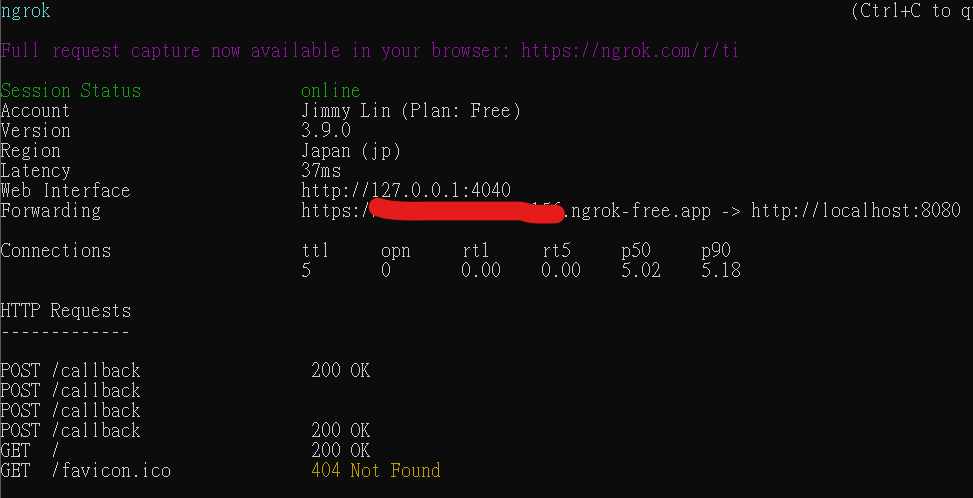 ngrok (Ctrl+C to q
Full request capture now available in your browser: https://ngrok.com/r/ti
Session Status online
Account Jimmy Lin (Plan: Free)
Version 3.9.0
Region Japan (jp)
Latency 37ms
Web Interface http://127.0.0.1:4040
Forwarding https:/ .ngrok-free.app -> http://localhost:8080
Connections ttl opn rt1 rt5 p50 p90
5 0 0.00 0.00 5.02 5.18
HTTP Requests
-------------
POST /callback 200 OK
POST /callback
POST /callback
POST /callback 200 OK
GET / 200 OK
GET /favicon.ico 404 Not Found